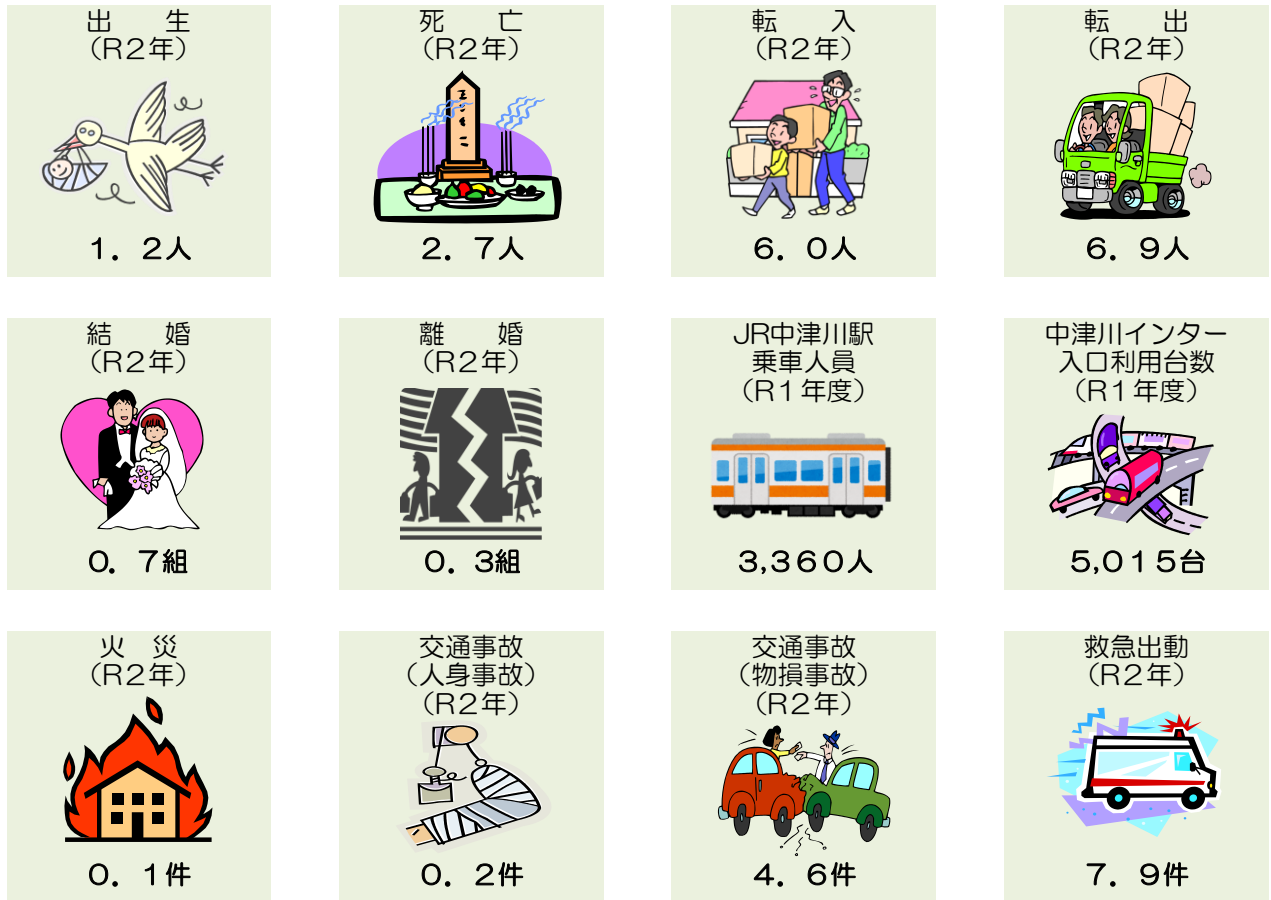 出　　生
（R２年）
１．２人
死　　亡
（R２年）
２．７人
転　　入
（R２年）
６．０人
転　　出
（R２年）
６．９人
結　　婚
（R２年）
０．７組
離　　婚
（R２年）
０．３組
JR中津川駅
乗車人員
（R１年度）
３,３６０人
中津川インター
入口利用台数
（R１年度）
５,０１５台
火　災
（R２年）
０．１件
交通事故
（人身事故）
（R２年）
０．２件
交通事故
（物損事故）
（R２年）
４．６件
救急出動
（R２年）
７．９件